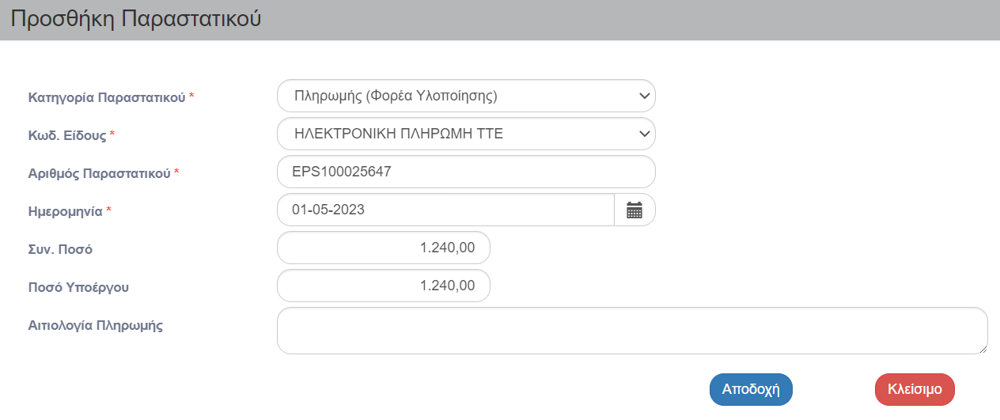 Προσθήκη Παραστατικού
Κατηγορία Παραστατικού * Πληρωμής (Φορέα Υλοποίησης)
Κωδ. Είδους * ΗΛΕΚΤΡΟΝΙΚΗ ΠΛΗΡΩΜΗ ΤΤΕ
Αριθμός Παραστατικού * EPS100025647
Ημερομηνία * 01-05-2023
Συν. Ποσό 1.240,00
Ποσό Υποέργου 1.240,00
Αιτιολογία Πληρωμής
Αποδοχή Κλείσιμο